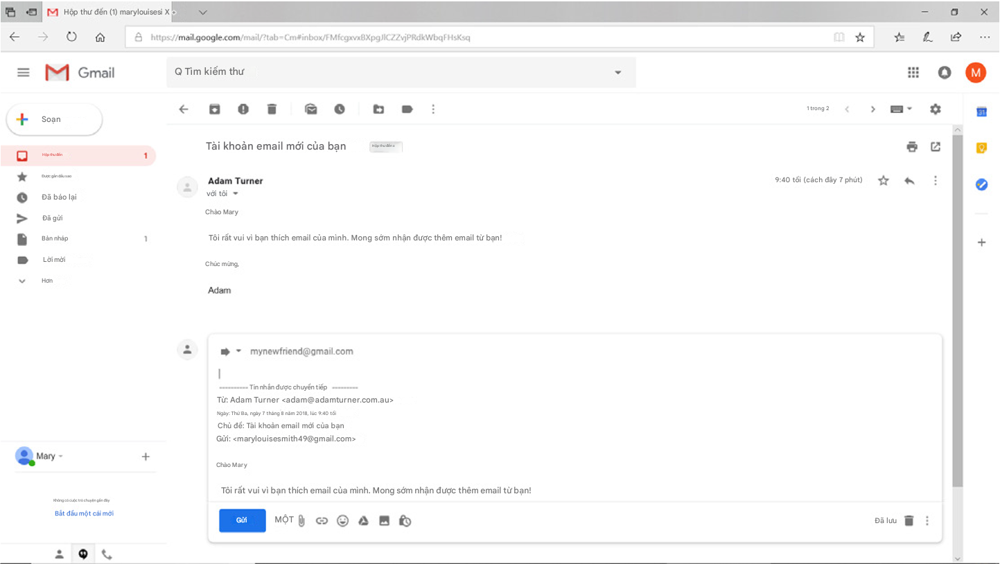 Hộp thư đến (1) marylouisesi X
https://mail.google.com/mail/?tab=Cm#inbox/FMfcgxvxBXpgJlCZZvjPRdkWbqFHsKsq
Gmail
Q Tìm kiếm thư
M
Soạn
1 trong 2
31
Tài khoản email mới của bạn
Hộp thư đến x
Hộp thư đến 1
Được gắn dấu sao
Đã báo lại
Đã gửi
Bản nháp 1
Lời mời
Hơn
Adam Turner
9:40 tối (cách đây 7 phút)
với tôi
Chào Mary
Tôi rất vui vì bạn thích email của mình. Mong sớm nhận được thêm email từ bạn!
Chúc mừng,
Adam
mynewfriend@gmail.com
---------- Tin nhắn được chuyển tiếp ---------
Từ: Adam Turner <adam@adamturner.com.au>
Ngày: Thứ Ba, ngày 7 tháng 8 năm 2018, lúc 9:40 tối
Chủ đề: Tài khoản email mới của bạn
Gửi: <marylouisesmith49@gmail.com>
Chào Mary
Tôi rất vui vì bạn thích email của mình. Mong sớm nhận được thêm email từ bạn!
Gửi
MỘT
Đã lưu
Mary
Không có cuộc trò chuyện gần đây
Bắt đầu một cái mới